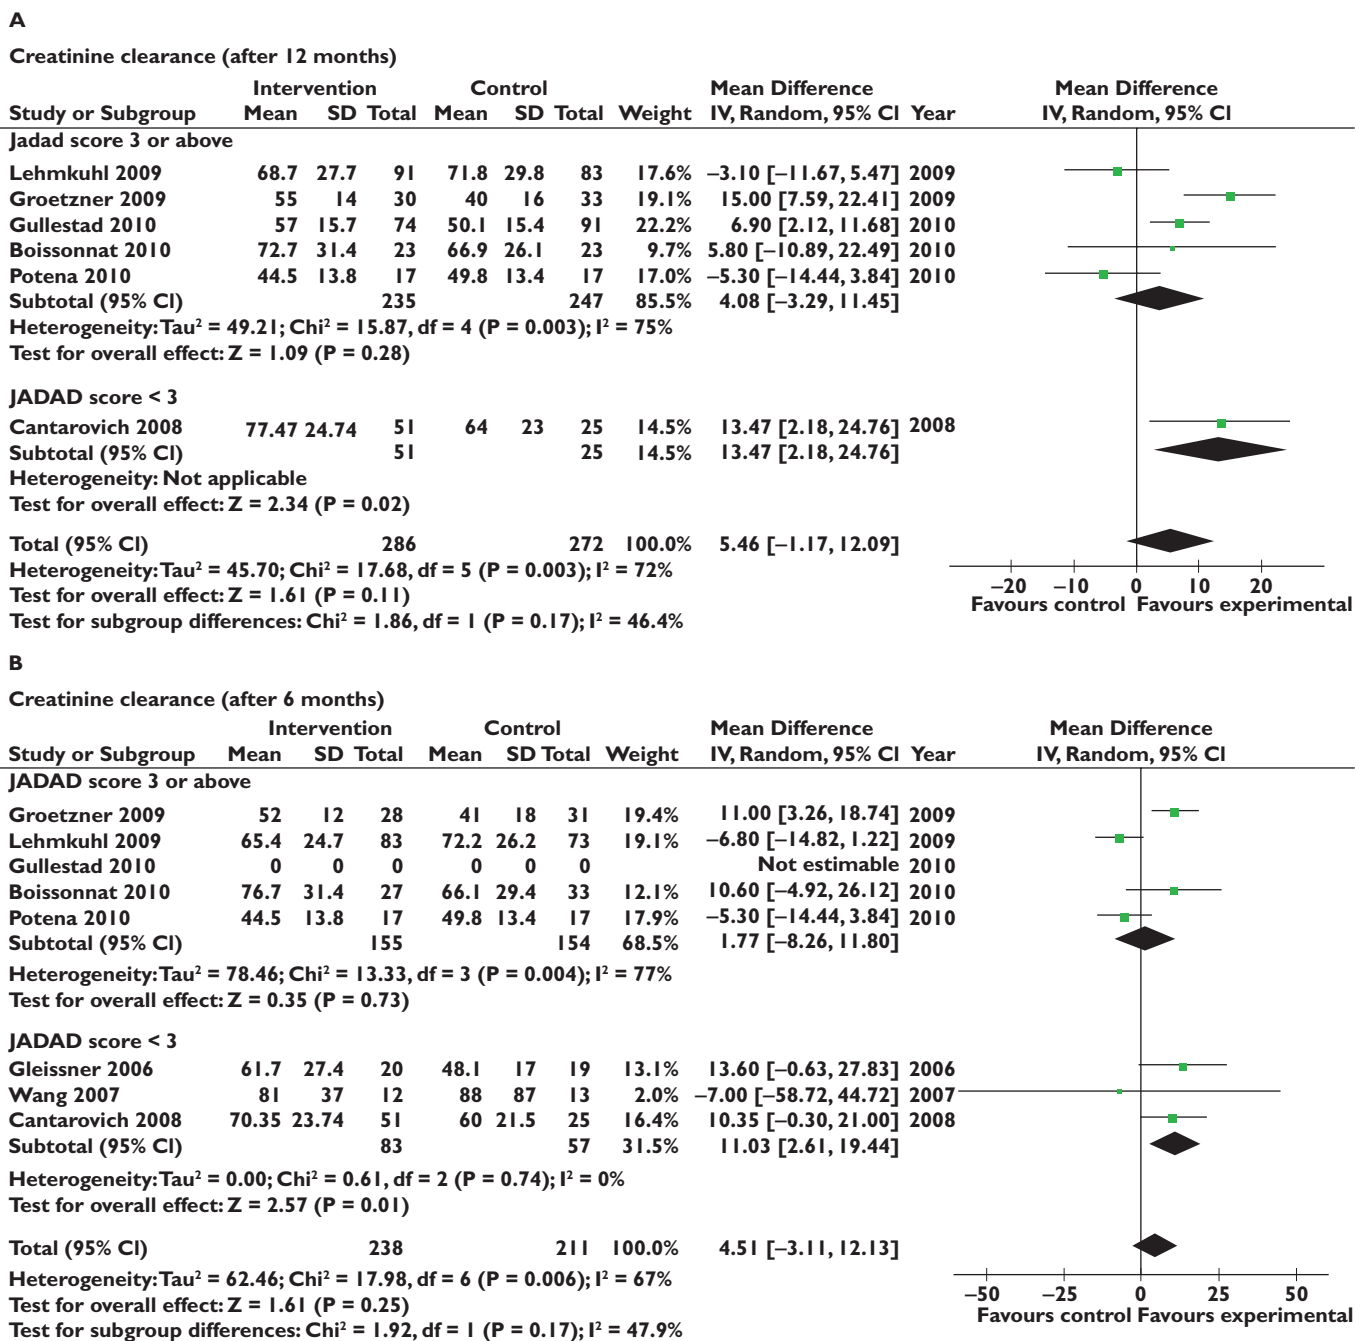 A
Creatinine clearance (after 12 months)
Intervention Control Mean Difference Mean Difference
Study or Subgroup Mean SD Total Mean SD Total Weight IV, Random, 95% CI Year IV, Random, 95% CI
Jadad score 3 or above
Lehmkuhl 2009 68.7 27.7 91 71.8 29.8 83 17.6% −3.10 [−11.67, 5.47] 2009
Groetzner 2009 55 14 30 40 16 33 19.1% 15.00 [7.59, 22.41] 2009
Gullestad 2010 57 15.7 74 50.1 15.4 91 22.2% 6.90 [2.12, 11.68] 2010
Boissonnat 2010 72.7 31.4 23 66.9 26.1 23 9.7% 5.80 [−10.89, 22.49] 2010
Potena 2010 44.5 13.8 17 49.8 13.4 17 17.0% −5.30 [−14.44, 3.84] 2010
Subtotal (95% CI) 235 247 85.5% 4.08 [−3.29, 11.45]
Heterogeneity: Tau² = 49.21; Chi² = 15.87, df = 4 (P = 0.003); I² = 75%
Test for overall effect: Z = 1.09 (P = 0.28)
JADAD score < 3
Cantarovich 2008 77.47 24.74 51 64 23 25 14.5% 13.47 [2.18, 24.76] 2008
Subtotal (95% CI) 51 25 14.5% 13.47 [2.18, 24.76]
Heterogeneity: Not applicable
Test for overall effect: Z = 2.34 (P = 0.02)
Total (95% CI) 286 272 100.0% 5.46 [−1.17, 12.09]
Heterogeneity: Tau² = 45.70; Chi² = 17.68, df = 5 (P = 0.003); I² = 72%
Test for overall effect: Z = 1.61 (P = 0.11)
Test for subgroup differences: Chi² = 1.86, df = 1 (P = 0.17); I² = 46.4%
−20 −10 0 10 20
Favours control Favours experimental
B
Creatinine clearance (after 6 months)
Intervention Control Mean Difference Mean Difference
Study or Subgroup Mean SD Total Mean SD Total Weight IV, Random, 95% CI Year IV, Random, 95% CI
JADAD score 3 or above
Groetzner 2009 52 12 28 41 18 31 19.4% 11.00 [3.26, 18.74] 2009
Lehmkuhl 2009 65.4 24.7 83 72.2 26.2 73 19.1% −6.80 [−14.82, 1.22] 2009
Gullestad 2010 0 0 0 0 0 0 Not estimable 2010
Boissonnat 2010 76.7 31.4 27 66.1 29.4 33 12.1% 10.60 [−4.92, 26.12] 2010
Potena 2010 44.5 13.8 17 49.8 13.4 17 17.9% −5.30 [−14.44, 3.84] 2010
Subtotal (95% CI) 155 154 68.5% 1.77 [−8.26, 11.80]
Heterogeneity: Tau² = 78.46; Chi² = 13.33, df = 3 (P = 0.004); I² = 77%
Test for overall effect: Z = 0.35 (P = 0.73)
JADAD score < 3
Gleissner 2006 61.7 27.4 20 48.1 17 19 13.1% 13.60 [−0.63, 27.83] 2006
Wang 2007 81 37 12 88 87 13 2.0% −7.00 [−58.72, 44.72] 2007
Cantarovich 2008 70.35 23.74 51 60 21.5 25 16.4% 10.35 [−0.30, 21.00] 2008
Subtotal (95% CI) 83 57 31.5% 11.03 [2.61, 19.44]
Heterogeneity: Tau² = 0.00; Chi² = 0.61, df = 2 (P = 0.74); I² = 0%
Test for overall effect: Z = 2.57 (P = 0.01)
Total (95% CI) 238 211 100.0% 4.51 [−3.11, 12.13]
Heterogeneity: Tau² = 62.46; Chi² = 17.98, df = 6 (P = 0.006); I² = 67%
Test for overall effect: Z = 1.61 (P = 0.25)
Test for subgroup differences: Chi² = 1.92, df = 1 (P = 0.17); I² = 47.9%
−50 −25 0 25 50
Favours control Favours experimental